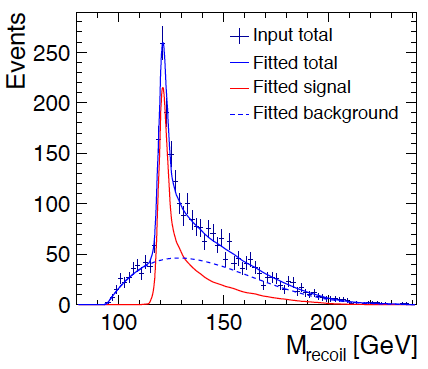 Events
250
200
150
100
50
0
Input total
Fitted total
Fitted signal
Fitted background
100
150
200
M_recoil [GeV]